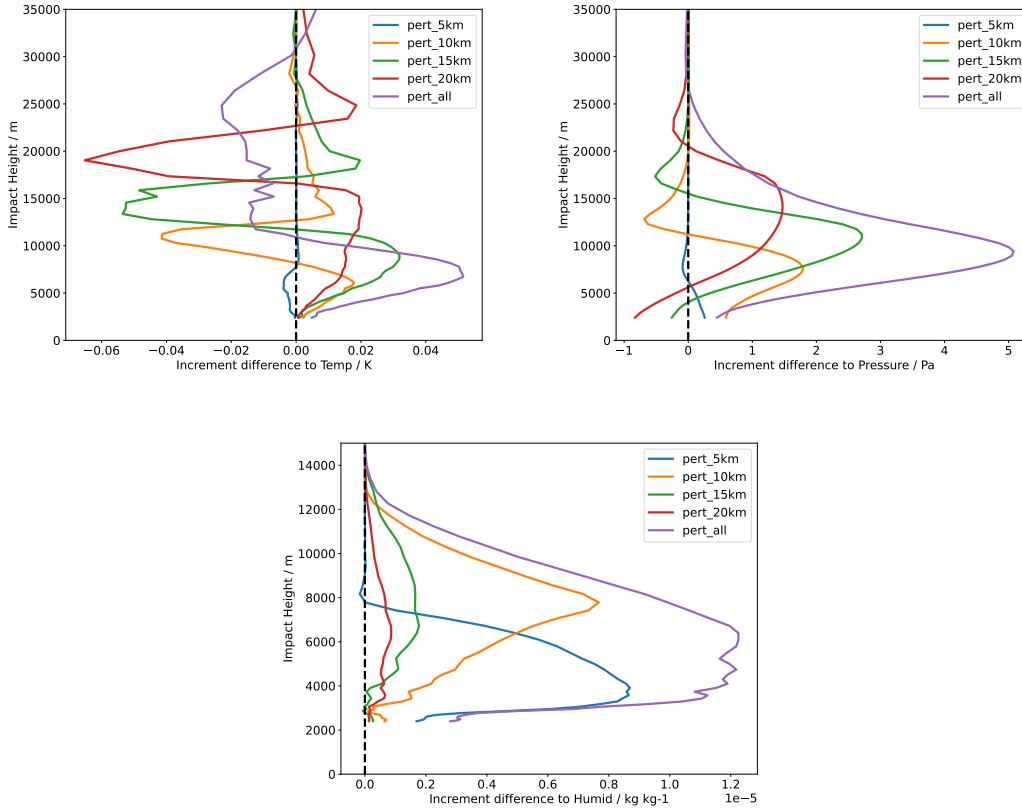 35000
30000
25000
20000
15000
10000
5000
0
Impact Height / m
−0.06
−0.04
−0.02
0.00
0.02
0.04
Increment difference to Temp / K
pert_5km
pert_10km
pert_15km
pert_20km
pert_all
35000
30000
25000
20000
15000
10000
5000
0
Impact Height / m
−1
0
1
2
3
4
5
Increment difference to Pressure / Pa
pert_5km
pert_10km
pert_15km
pert_20km
pert_all
14000
12000
10000
8000
6000
4000
2000
0
Impact Height / m
0.0
0.2
0.4
0.6
0.8
1.0
1.2
1e−5
Increment difference to Humid / kg kg-1
pert_5km
pert_10km
pert_15km
pert_20km
pert_all